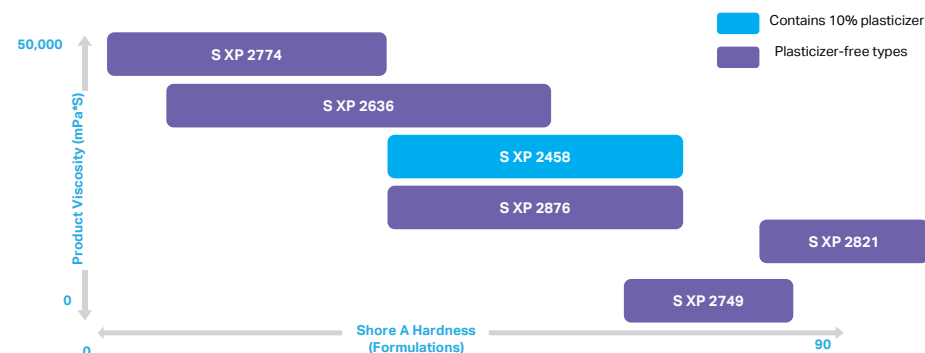 Contains 10% plasticizer
50,000
S XP 2774
Plasticizer-free types
S XP 2636
Product Viscosity (mPa*S)
S XP 2458
S XP 2876
S XP 2821
0
S XP 2749
Shore A Hardness
(Formulations)
0
90